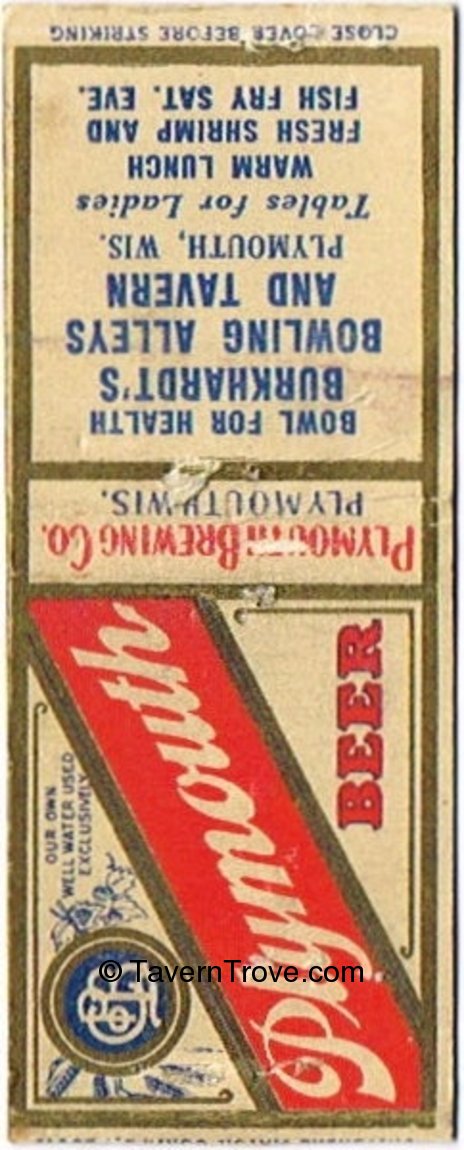 CLOSE COVER BEFORE STRIKING
BOWL FOR HEALTH
BURKHARDT'S
BOWLING ALLEYS
AND TAVERN
PLYMOUTH, WIS.
Tables for Ladies
WARM LUNCH
FRESH SHRIMP AND
FISH FRY SAT. EVE.
PLYMOUTH BREWING CO.
PLYMOUTH WIS.
Plymouth
BEER
OUR OWN
WELL WATER USED
EXCLUSIVELY
© TavernTrove.com